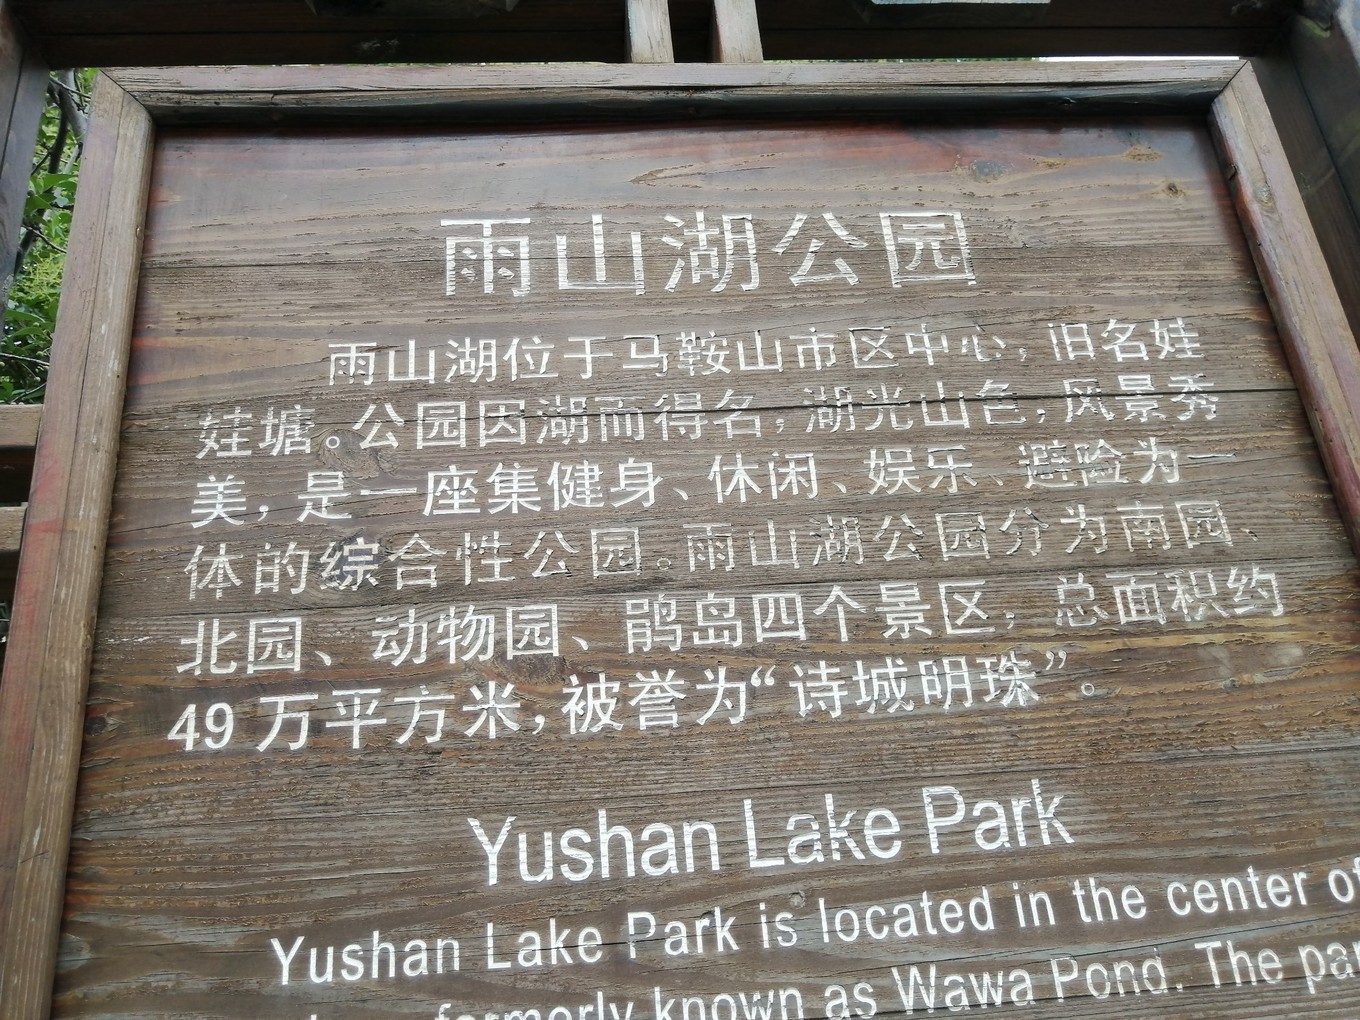 雨山湖公园
雨山湖位于马鞍山市区中心，旧名娃
娃塘。公园因湖而得名，湖光山色，风景秀
美，是一座集健身、休闲、娱乐、避险为一
体的综合性公园。雨山湖公园分为南园、
北园、动物园、鹃岛四个景区，总面积约
49万平方米，被誉为“诗城明珠”。
Yushan Lake Park
Yushan Lake Park is located in the center of
formerly known as Wawa Pond. The